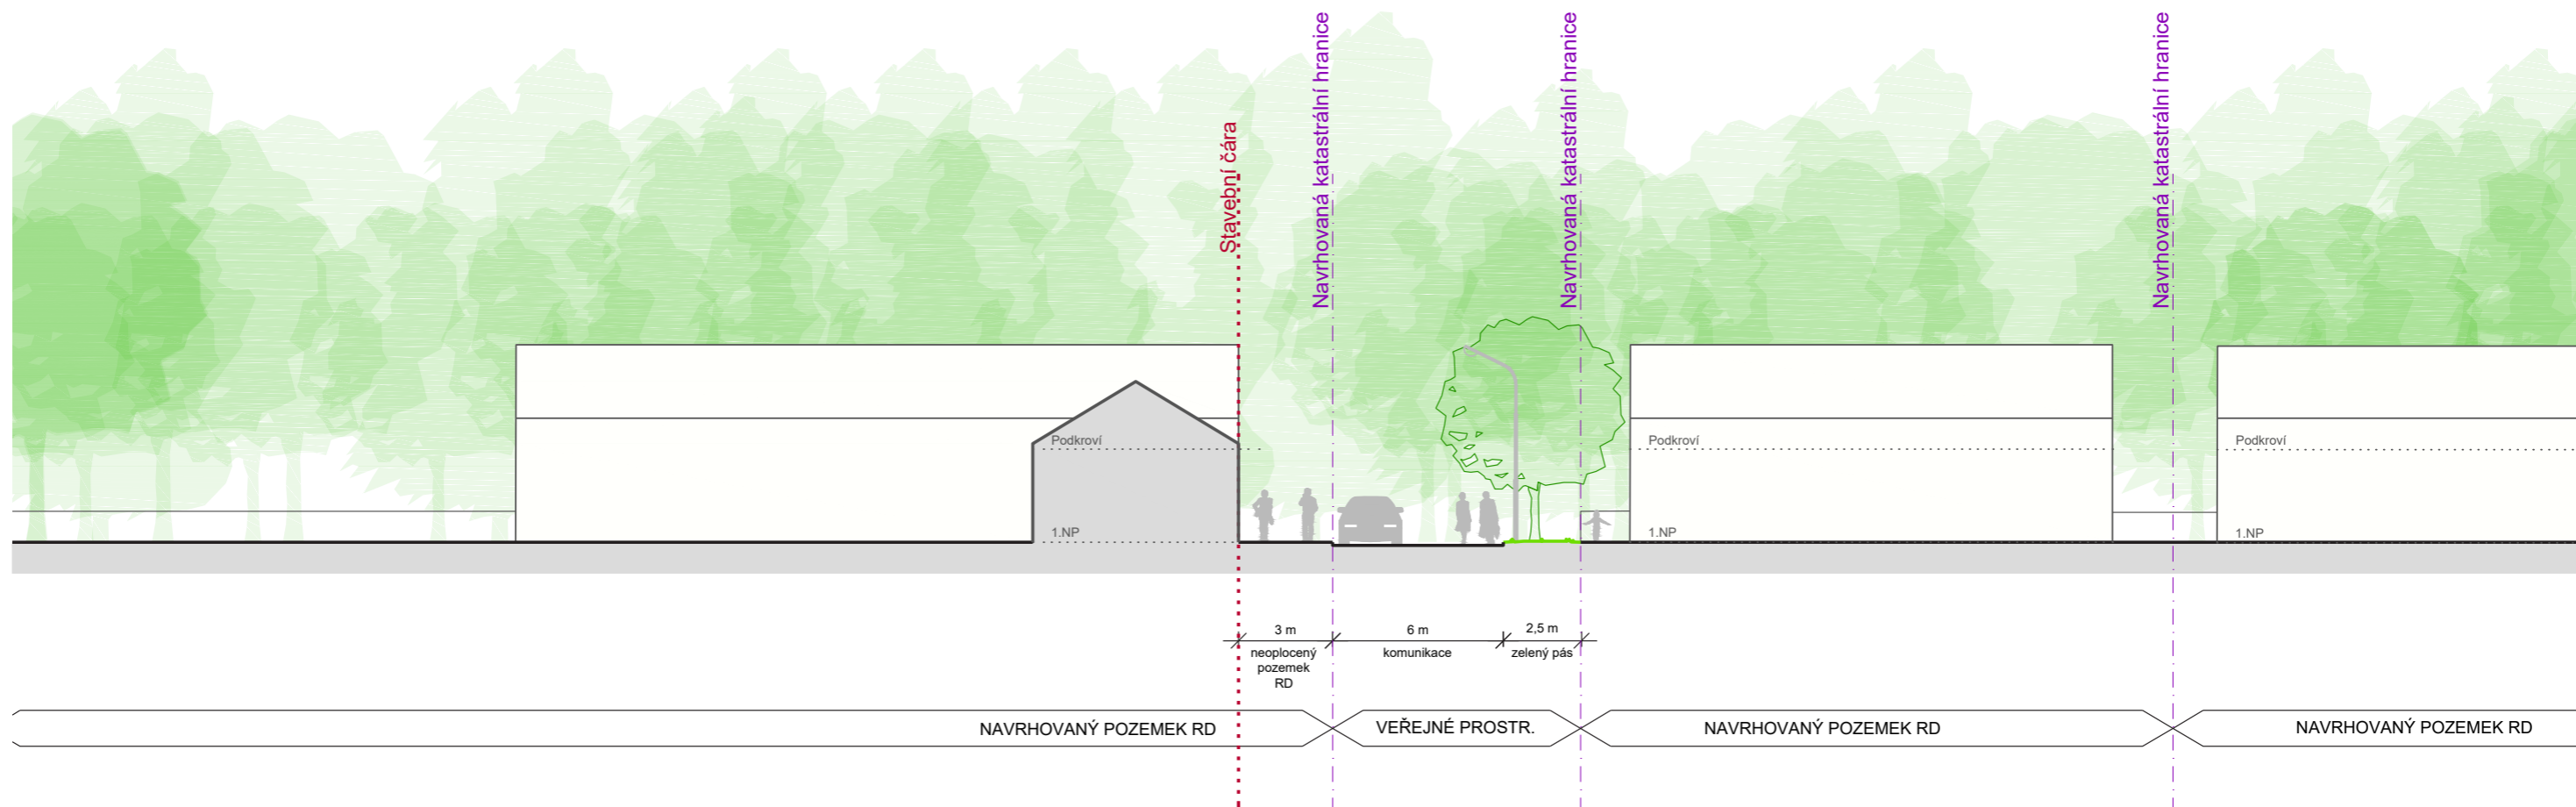 Stavební čára
Navrhovaná katastrální hranice
Navrhovaná katastrální hranice
Navrhovaná katastrální hranice
Podkroví
Podkroví
Podkroví
1.NP
1.NP
1.NP
3 m
6 m
2,5 m
neoplocený
pozemek
RD
komunikace
zelený pás
NAVRHOVANÝ POZEMEK RD
VEŘEJNÉ PROSTR.
NAVRHOVANÝ POZEMEK RD
NAVRHOVANÝ POZEMEK RD